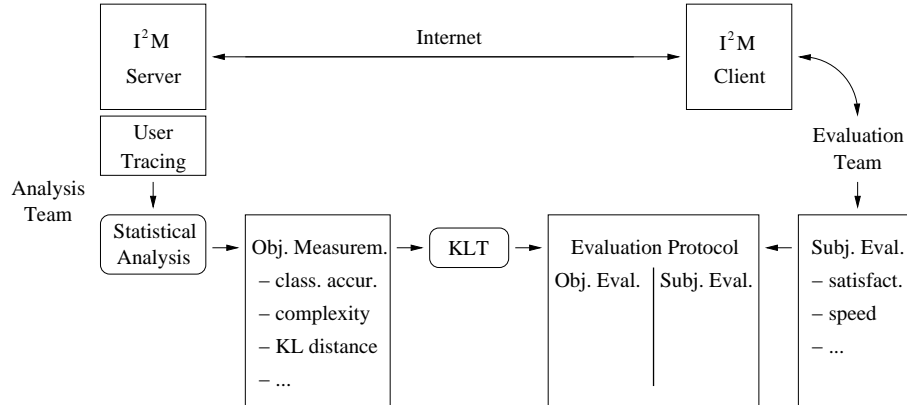 I²M
Server
Internet
I²M
Client
User
Tracing
Evaluation
Team
Analysis
Team
Statistical
Analysis
Obj. Measurem.
– class. accur.
– complexity
– KL distance
– ...
KLT
Evaluation Protocol
Obj. Eval.
Subj. Eval.
Subj. Eval.
– satisfact.
– speed
– ...